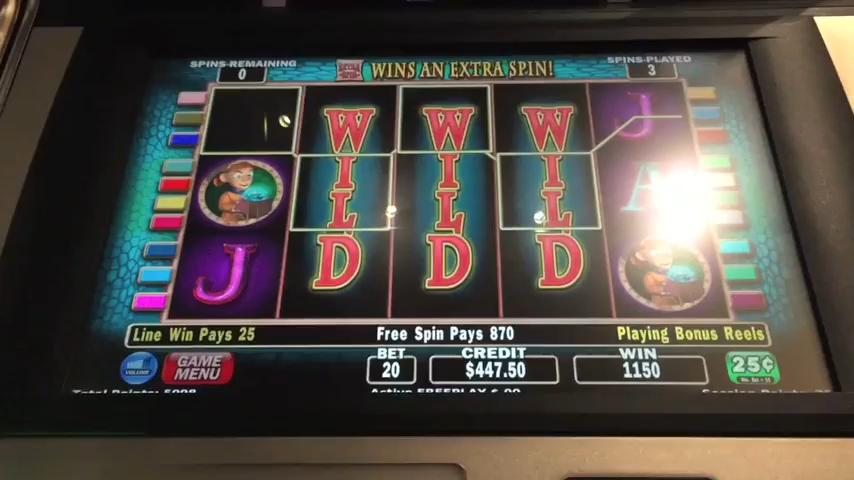 SPINS-REMAINING
0
WINS AN EXTRA SPIN!
SPINS-PLAYED
3
WILD
WILD
WILD
J
A
J
Line Win Pays 25
Free Spin Pays 870
Playing Bonus Reels
VOLUME
GAME MENU
BET
20
CREDIT
$447.50
WIN
1150
25¢